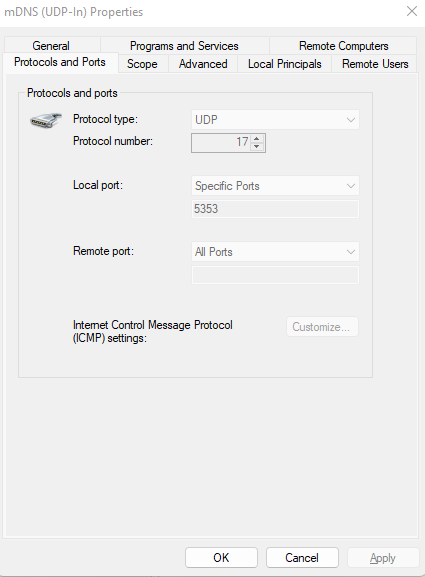 mDNS (UDP-In) Properties
General Programs and Services Remote Computers
Protocols and Ports Scope Advanced Local Principals Remote Users
Protocols and ports
Protocol type: UDP
Protocol number: 17
Local port: Specific Ports
5353
Remote port: All Ports
Internet Control Message Protocol
(ICMP) settings: Customize...
OK Cancel Apply